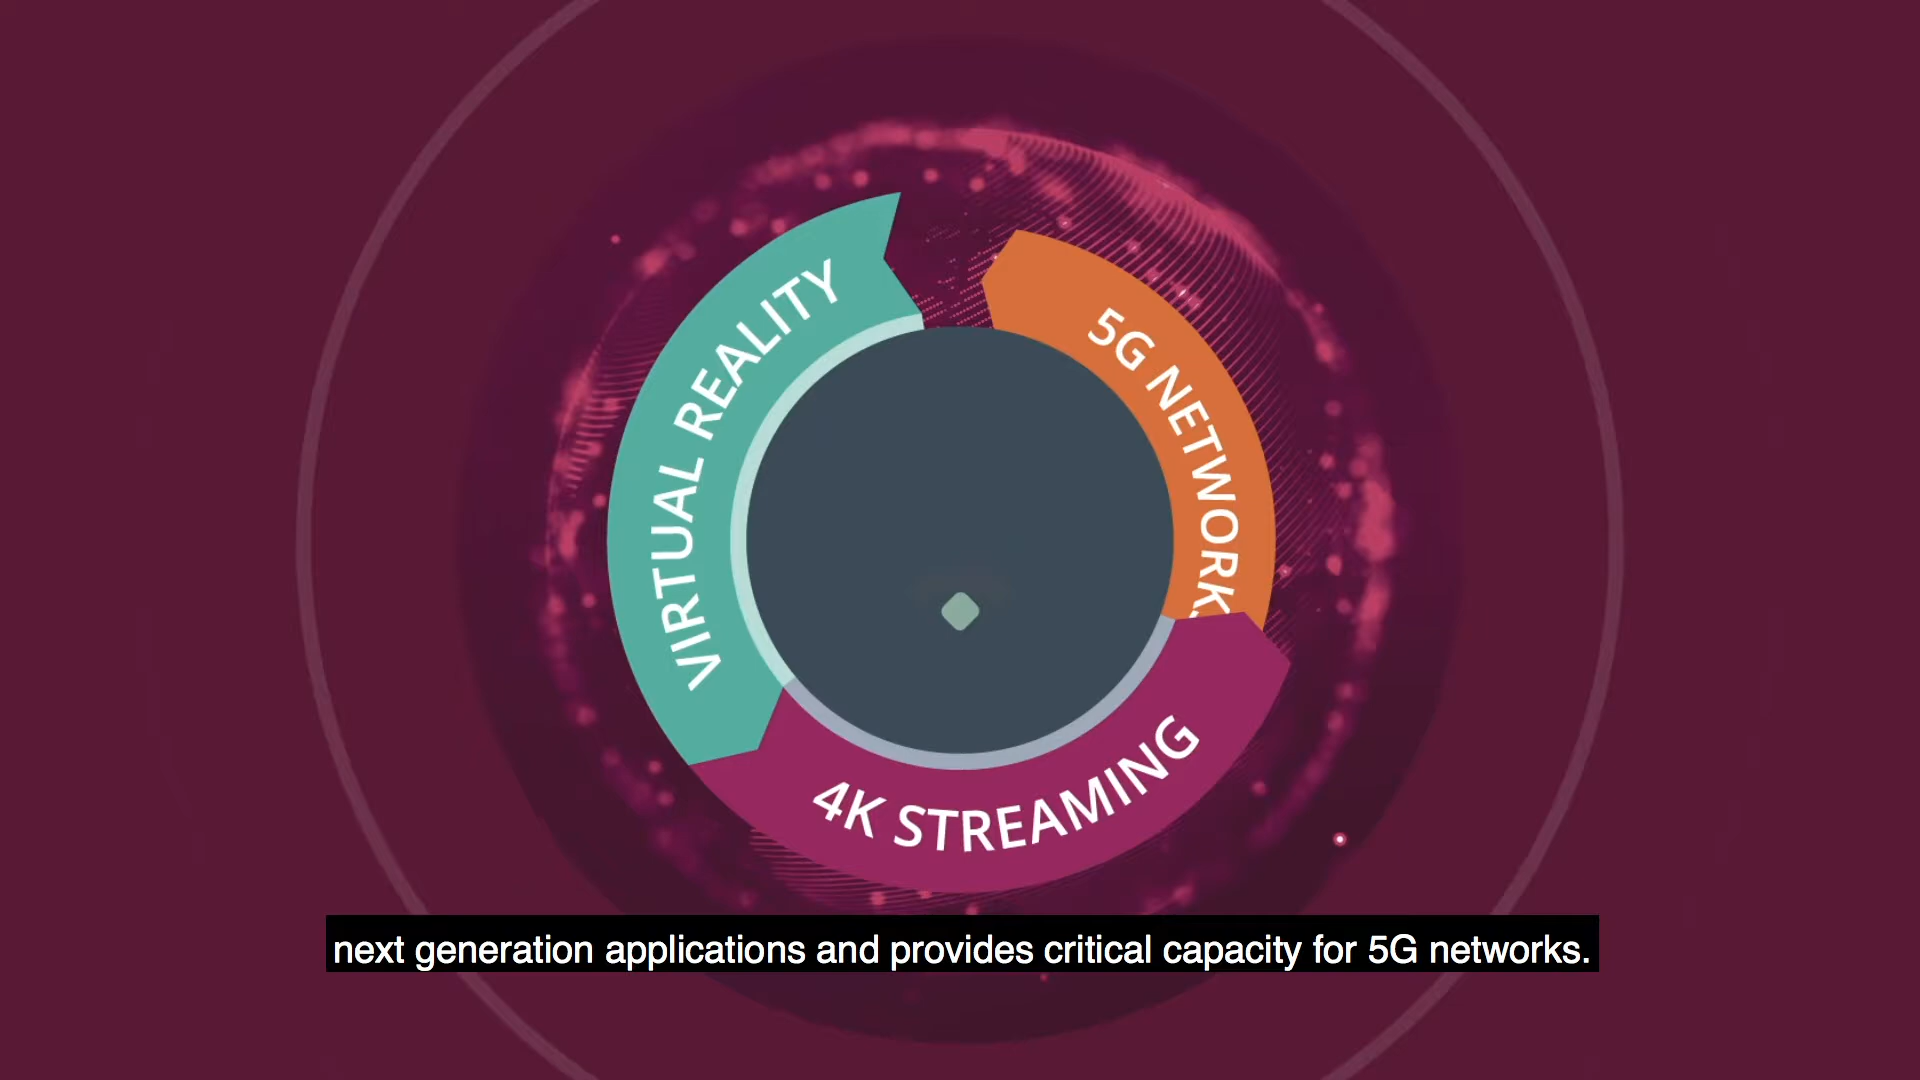 VIRTUAL REALITY
5G NETWORK
4K STREAMING
next generation applications and provides critical capacity for 5G networks.